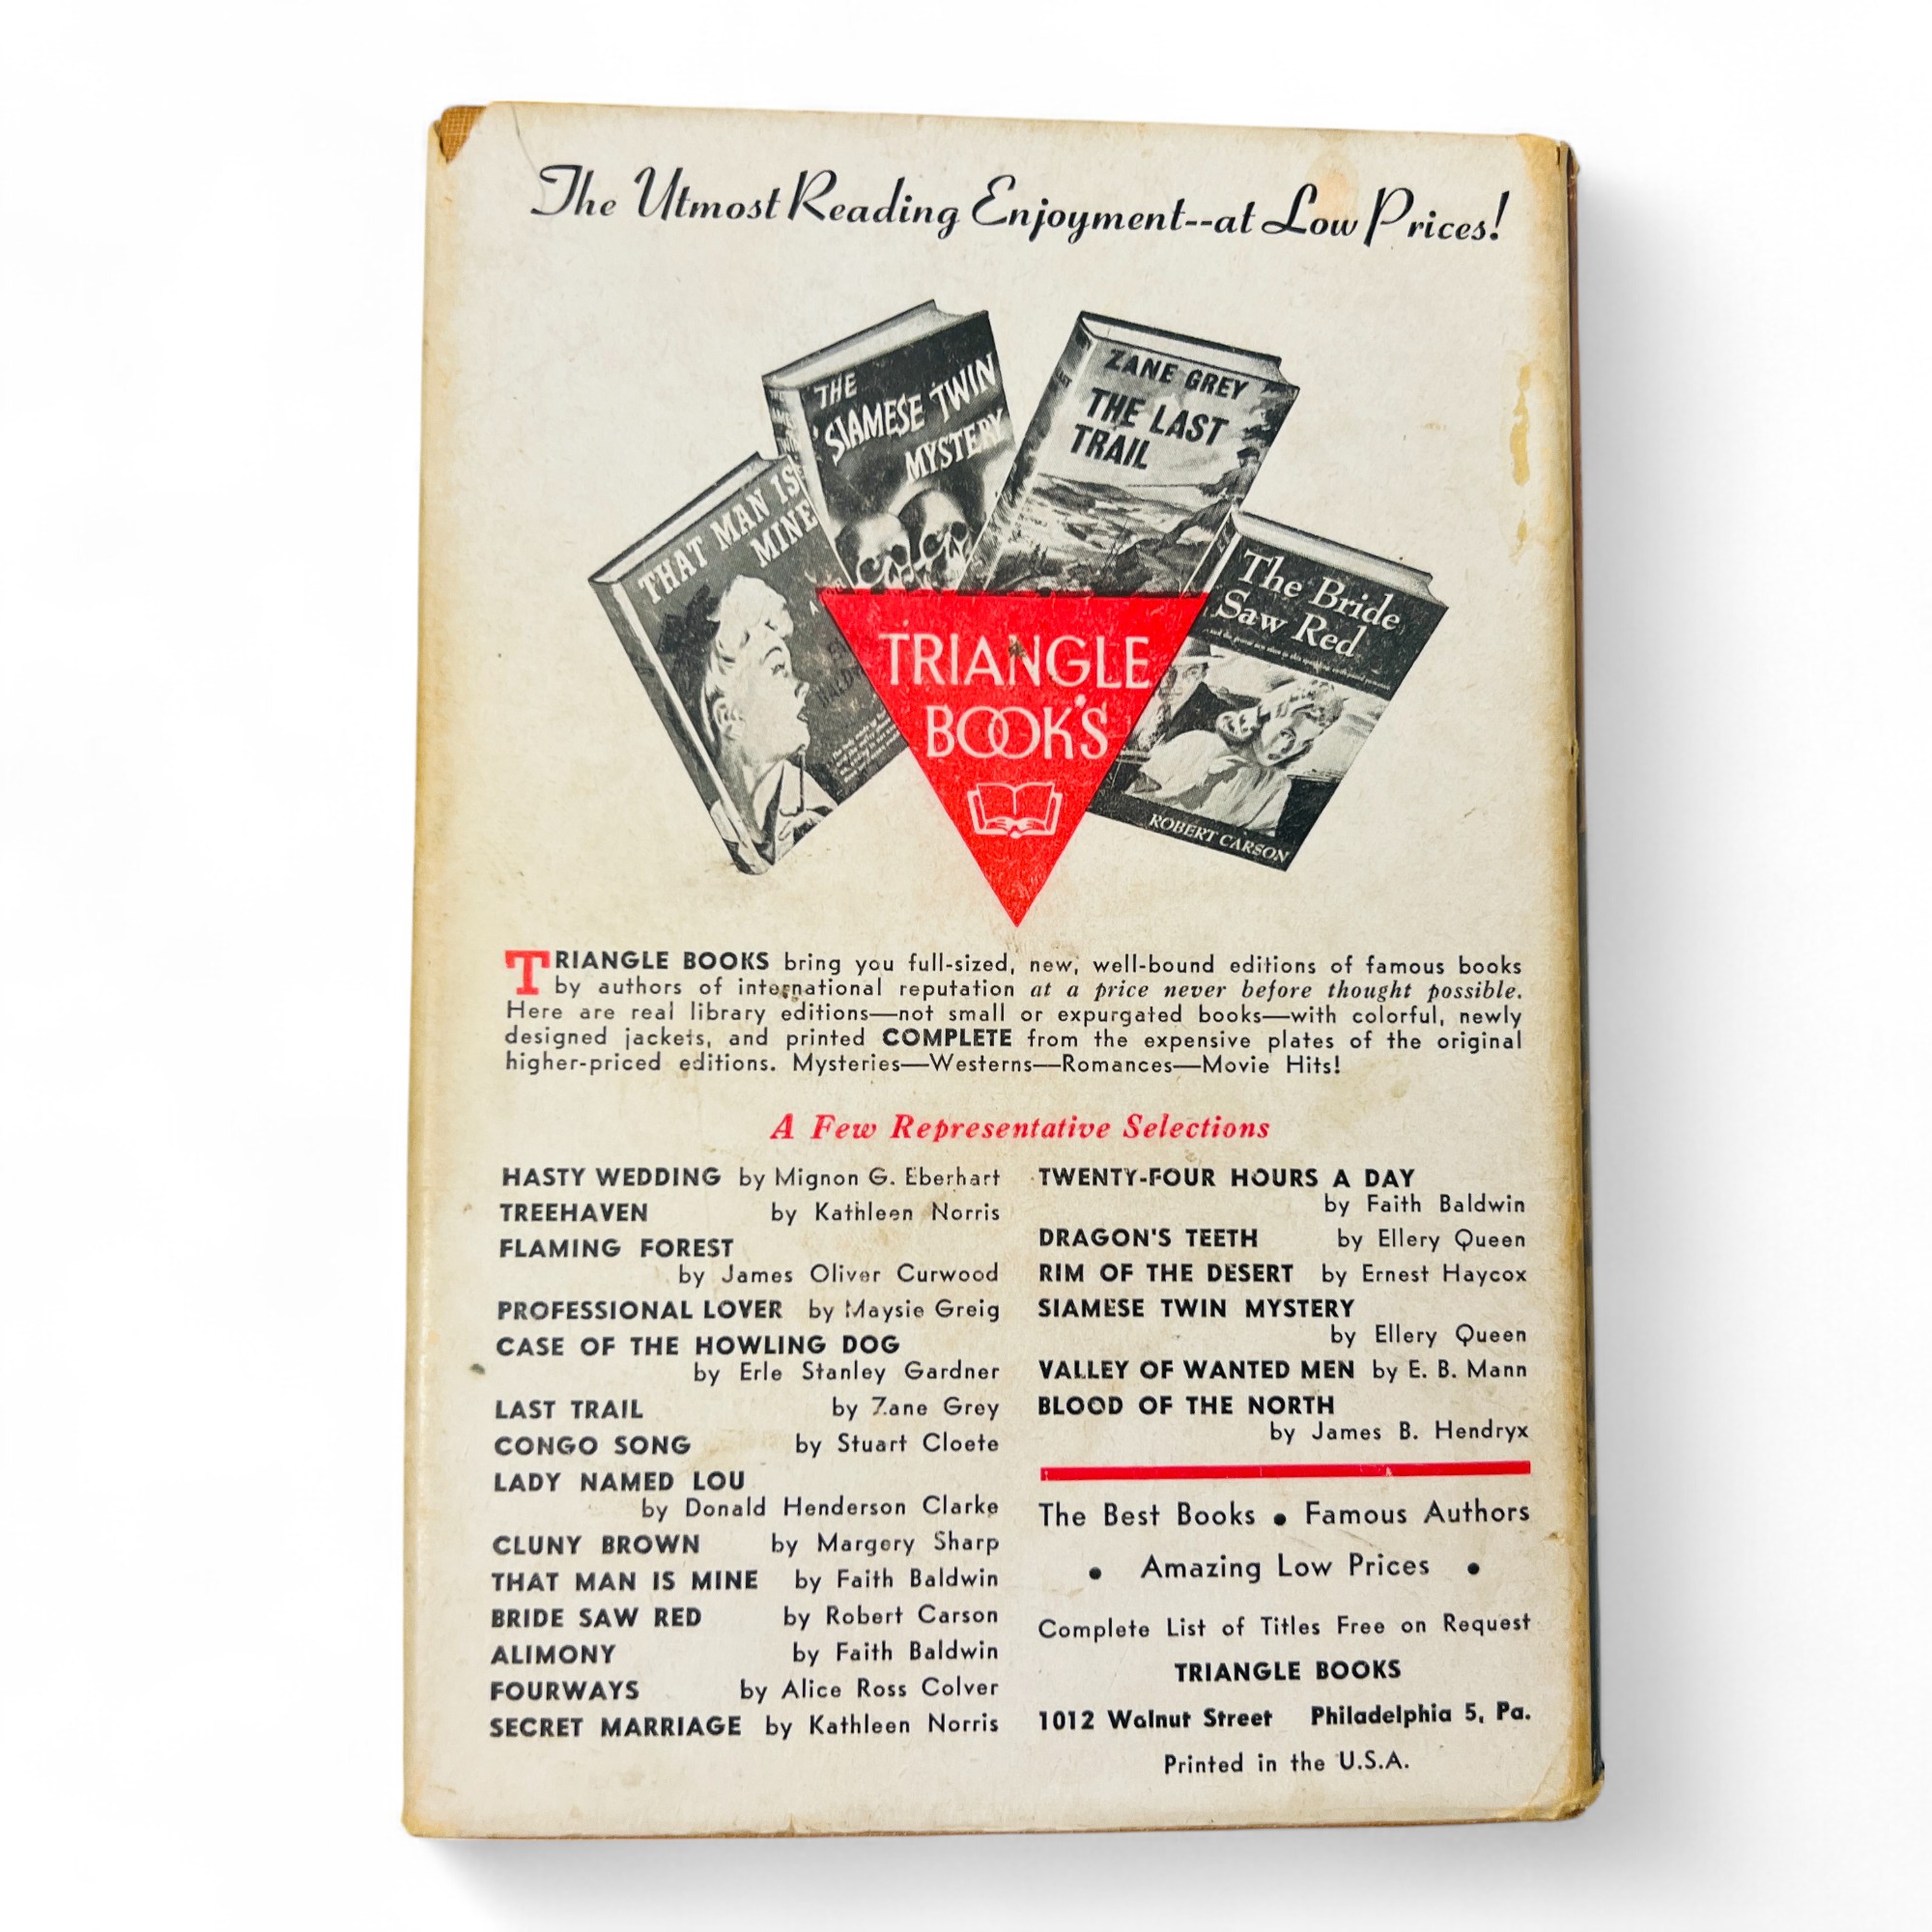 The Utmost Reading Enjoyment--at Low Prices!
THAT MAN IS
MINE
THE
SIAMESE TWIN
MYSTERY
ZANE GREY
THE LAST
TRAIL
The Bride
Saw Red
ROBERT CARSON
TRIANGLE
BOOKS
TRIANGLE BOOKS bring you full-sized, new, well-bound editions of famous books
by authors of international reputation at a price never before thought possible.
Here are real library editions—not small or expurgated books—with colorful, newly
designed jackets, and printed COMPLETE from the expensive plates of the original
higher-priced editions. Mysteries—Westerns—Romances—Movie Hits!
A Few Representative Selections
HASTY WEDDING by Mignon G. Eberhart
TREEHAVEN by Kathleen Norris
FLAMING FOREST
by James Oliver Curwood
PROFESSIONAL LOVER by Maysie Greig
CASE OF THE HOWLING DOG
by Erle Stanley Gardner
LAST TRAIL by Zane Grey
CONGO SONG by Stuart Cloete
LADY NAMED LOU
by Donald Henderson Clarke
CLUNY BROWN by Margery Sharp
THAT MAN IS MINE by Faith Baldwin
BRIDE SAW RED by Robert Carson
ALIMONY by Faith Baldwin
FOURWAYS by Alice Ross Colver
SECRET MARRIAGE by Kathleen Norris
TWENTY-FOUR HOURS A DAY
by Faith Baldwin
DRAGON'S TEETH by Ellery Queen
RIM OF THE DESERT by Ernest Haycox
SIAMESE TWIN MYSTERY
by Ellery Queen
VALLEY OF WANTED MEN by E. B. Mann
BLOOD OF THE NORTH
by James B. Hendryx
The Best Books • Famous Authors
• Amazing Low Prices •
Complete List of Titles Free on Request
TRIANGLE BOOKS
1012 Walnut Street Philadelphia 5, Pa.
Printed in the U.S.A.